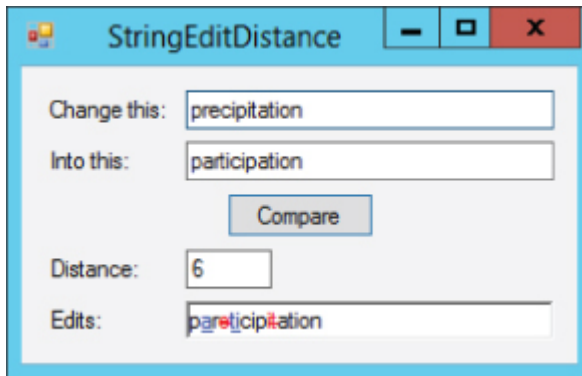 StringEditDistance
Change this: precipitation
Into this: participation
Compare
Distance: 6
Edits: pareticipitation